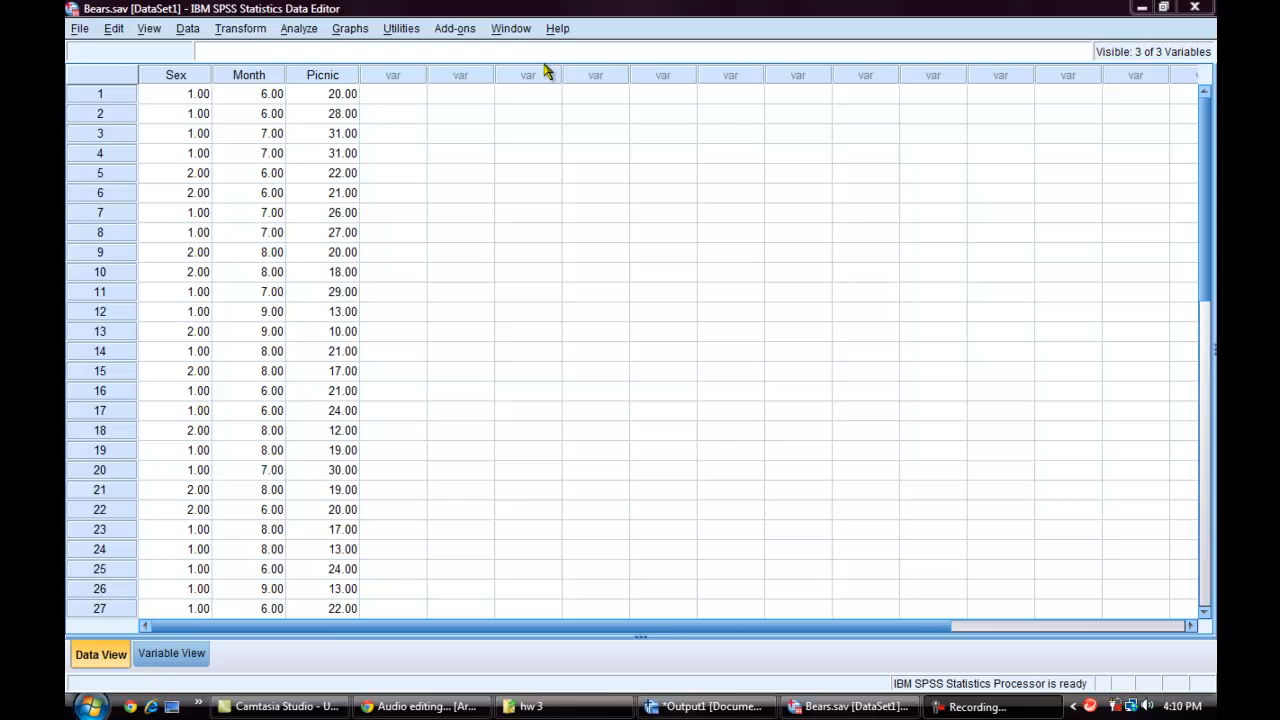 Bears.sav [DataSet1] - IBM SPSS Statistics Data Editor
File Edit View Data Transform Analyze Graphs Utilities Add-ons Window Help
Visible: 3 of 3 Variables
Sex Month Picnic var var var var var var var var var var var var
1 1.00 6.00 20.00
2 1.00 6.00 28.00
3 1.00 7.00 31.00
4 1.00 7.00 31.00
5 2.00 6.00 22.00
6 2.00 6.00 21.00
7 1.00 7.00 26.00
8 1.00 7.00 27.00
9 2.00 8.00 20.00
10 2.00 8.00 18.00
11 1.00 7.00 29.00
12 1.00 9.00 13.00
13 2.00 9.00 10.00
14 1.00 8.00 21.00
15 2.00 8.00 17.00
16 1.00 6.00 21.00
17 1.00 6.00 24.00
18 2.00 8.00 12.00
19 1.00 8.00 19.00
20 1.00 7.00 30.00
21 2.00 8.00 19.00
22 2.00 6.00 20.00
23 1.00 8.00 17.00
24 1.00 8.00 13.00
25 1.00 6.00 24.00
26 1.00 9.00 13.00
27 1.00 6.00 22.00
Data View Variable View
IBM SPSS Statistics Processor is ready
Camtasia Studio - U... Audio editing... [Ar... hw 3 *Output1 [Docume... Bears.sav [DataSet1]... Recording... 4:10 PM